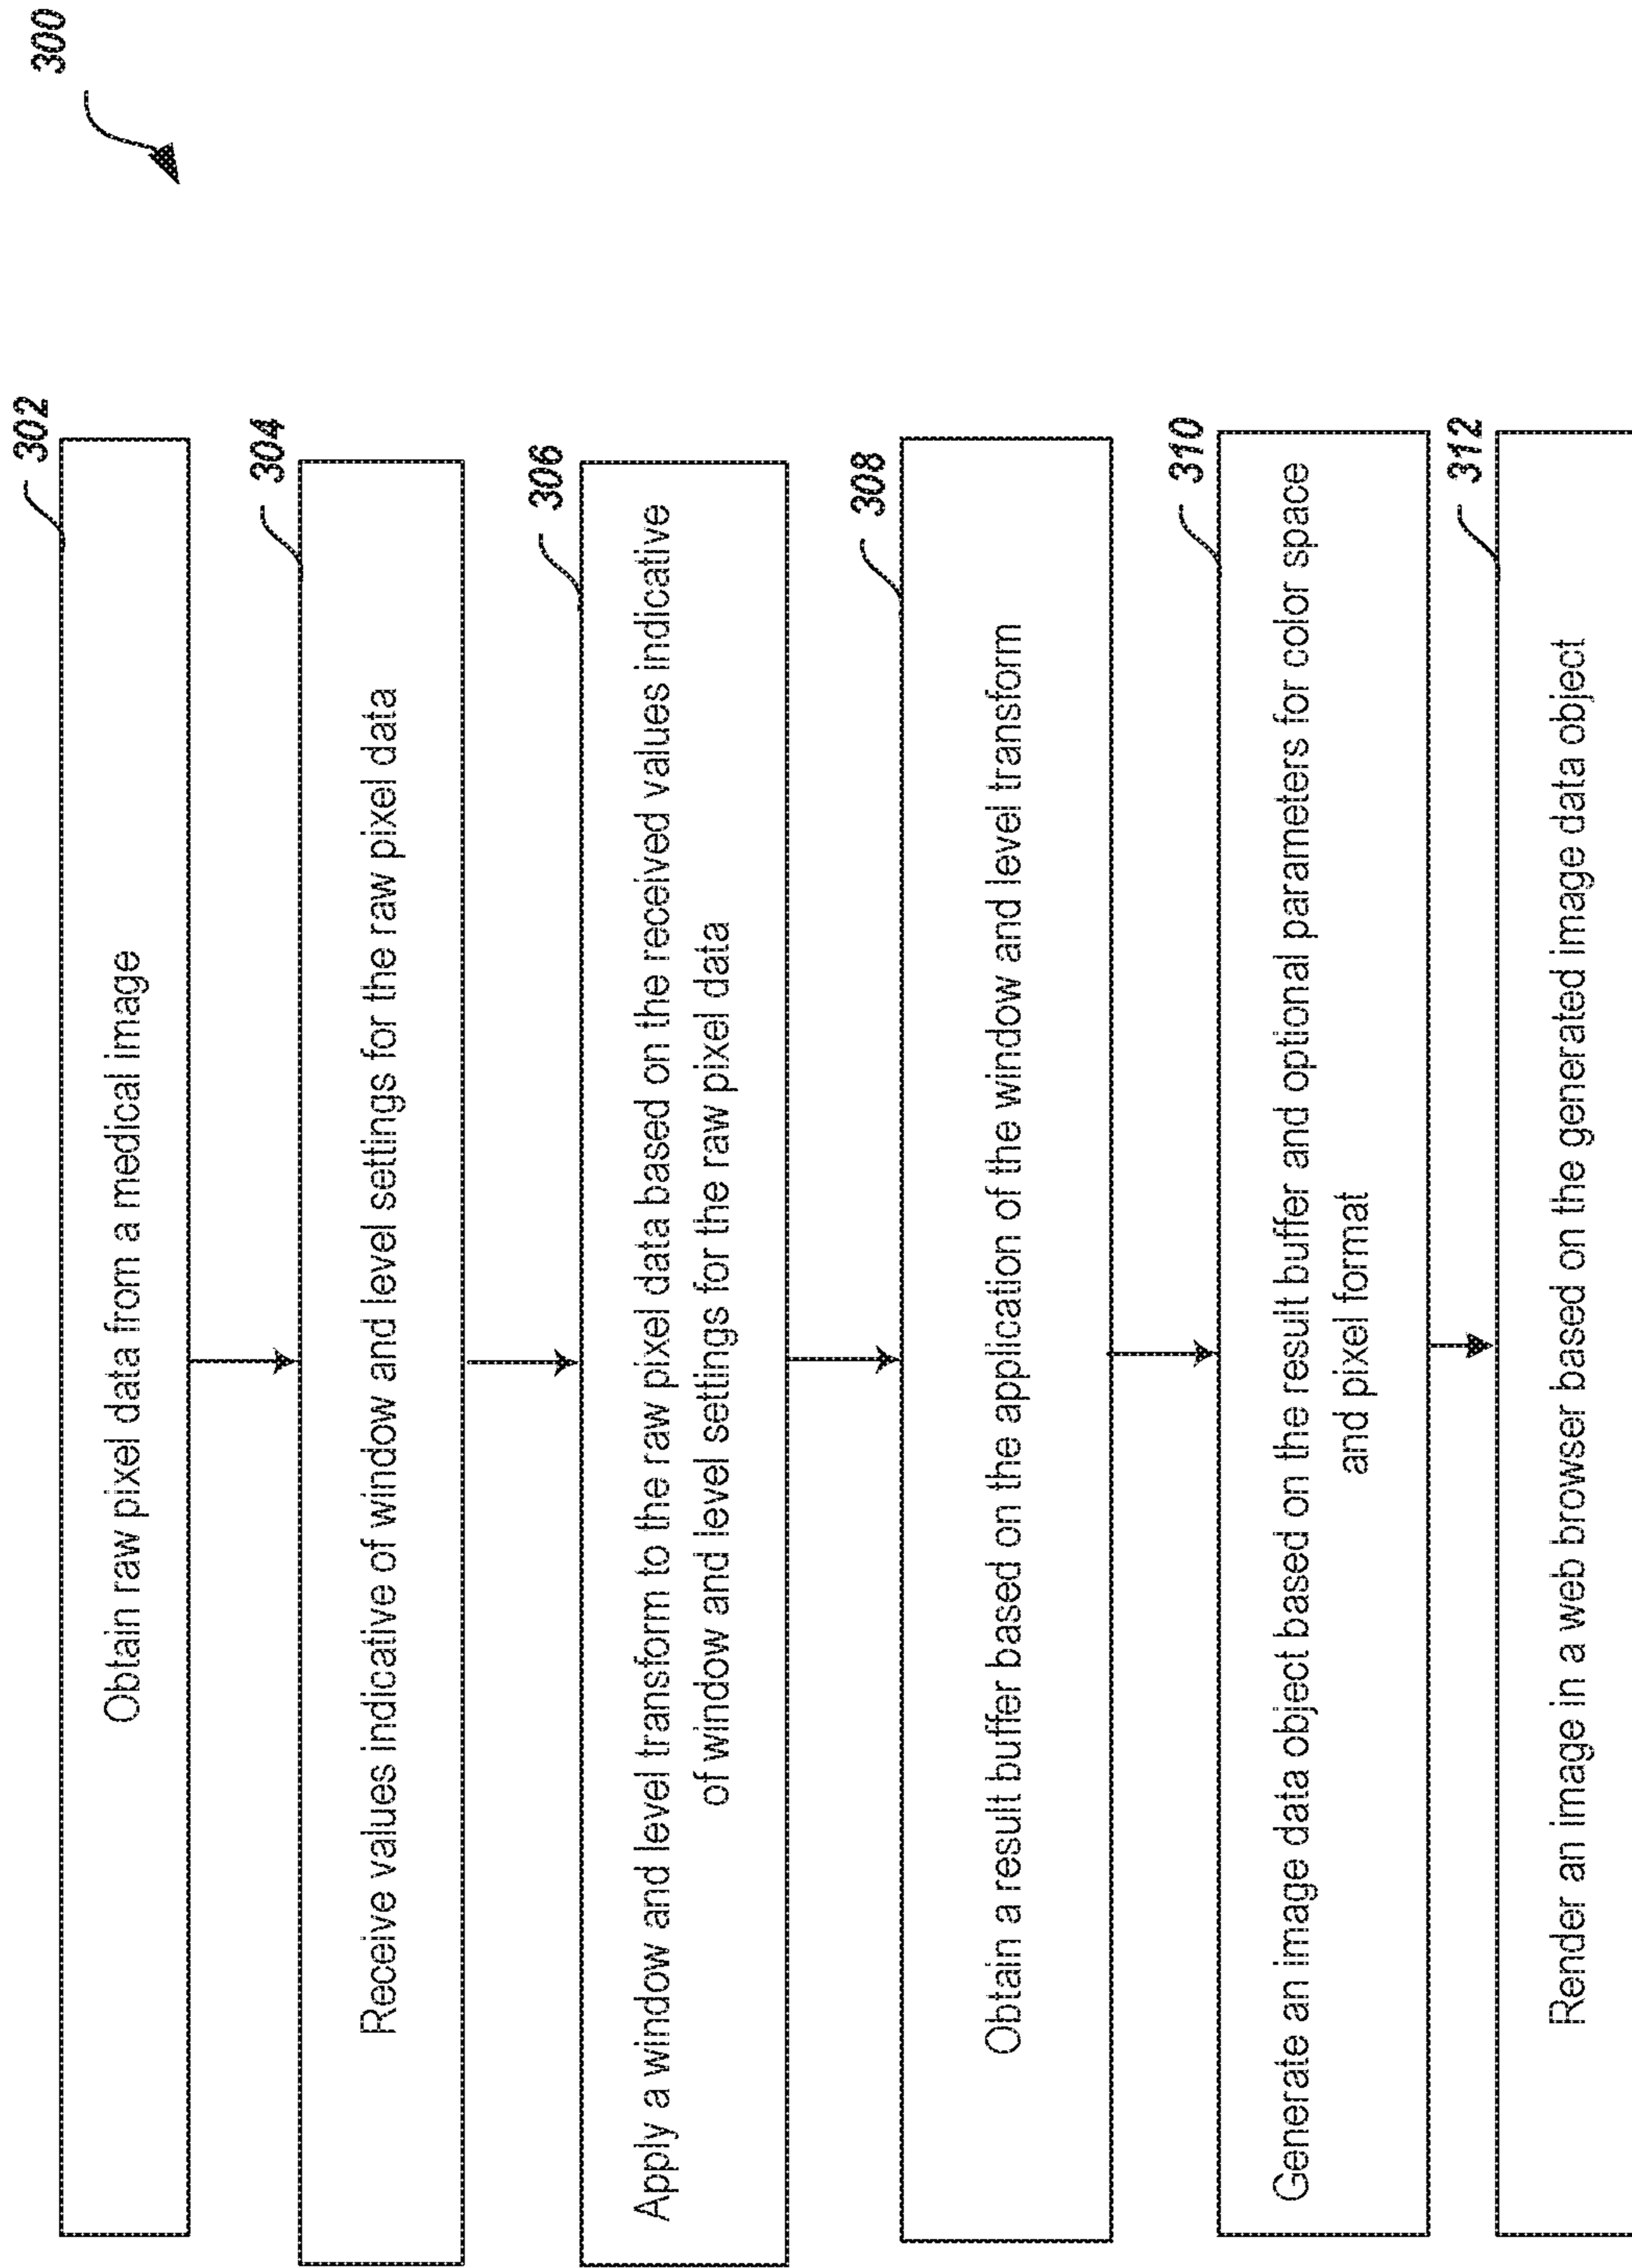 300
302
Obtain raw pixel data from a medical image
304
Receive values indicative of window and level settings for the raw pixel data
306
Apply a window and level transform to the raw pixel data based on the received values indicative
of window and level settings for the raw pixel data
308
Obtain a result buffer based on the application of the window and level transform
310
Generate an image data object based on the result buffer and optional parameters for color space
and pixel format
312
Render an image in a web browser based on the generated image data object